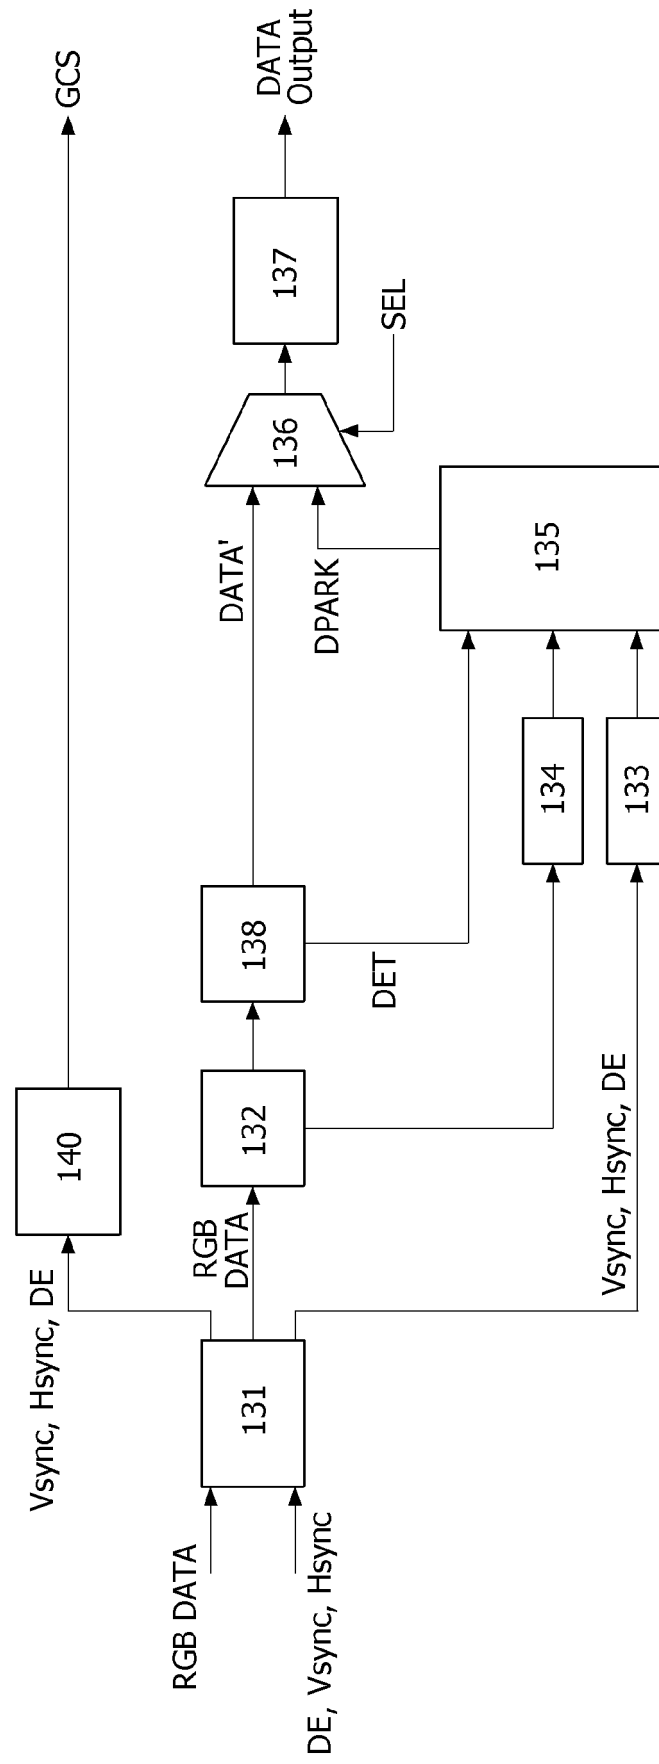 GCS
DATA
Output
137
SEL
136
135
DATA'
DPARK
134
133
138
DET
140
132
Vsync, Hsync, DE
RGB
DATA
Vsync, Hsync, DE
131
RGB DATA
DE, Vsync, Hsync